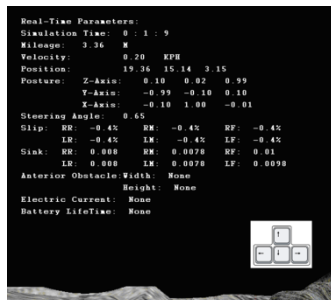 Real-Time Parameters:
Simulation Time: 0 : 1 : 9
Mileage: 3.36 M
Velocity: 0.20 KPH
Position: 19.36 15.14 3.15
Posture: Z-Axis: 0.10 0.02 0.99
Y-Axis: -0.99 -0.10 0.10
X-Axis: -0.10 1.00 -0.01
Steering Angle: 0.65
Slip: RR: -0.4% RM: -0.4% RF: -0.4%
LR: -0.4% LM: -0.4% LF: -0.4%
Sink: RR: 0.008 RM: 0.0078 RF: 0.01
LR: 0.008 LM: 0.0078 LF: 0.0098
Anterior Obstacle:Width: None
Height: None
Electric Current: None
Battery LifeTime: None
↑
← ↓ →